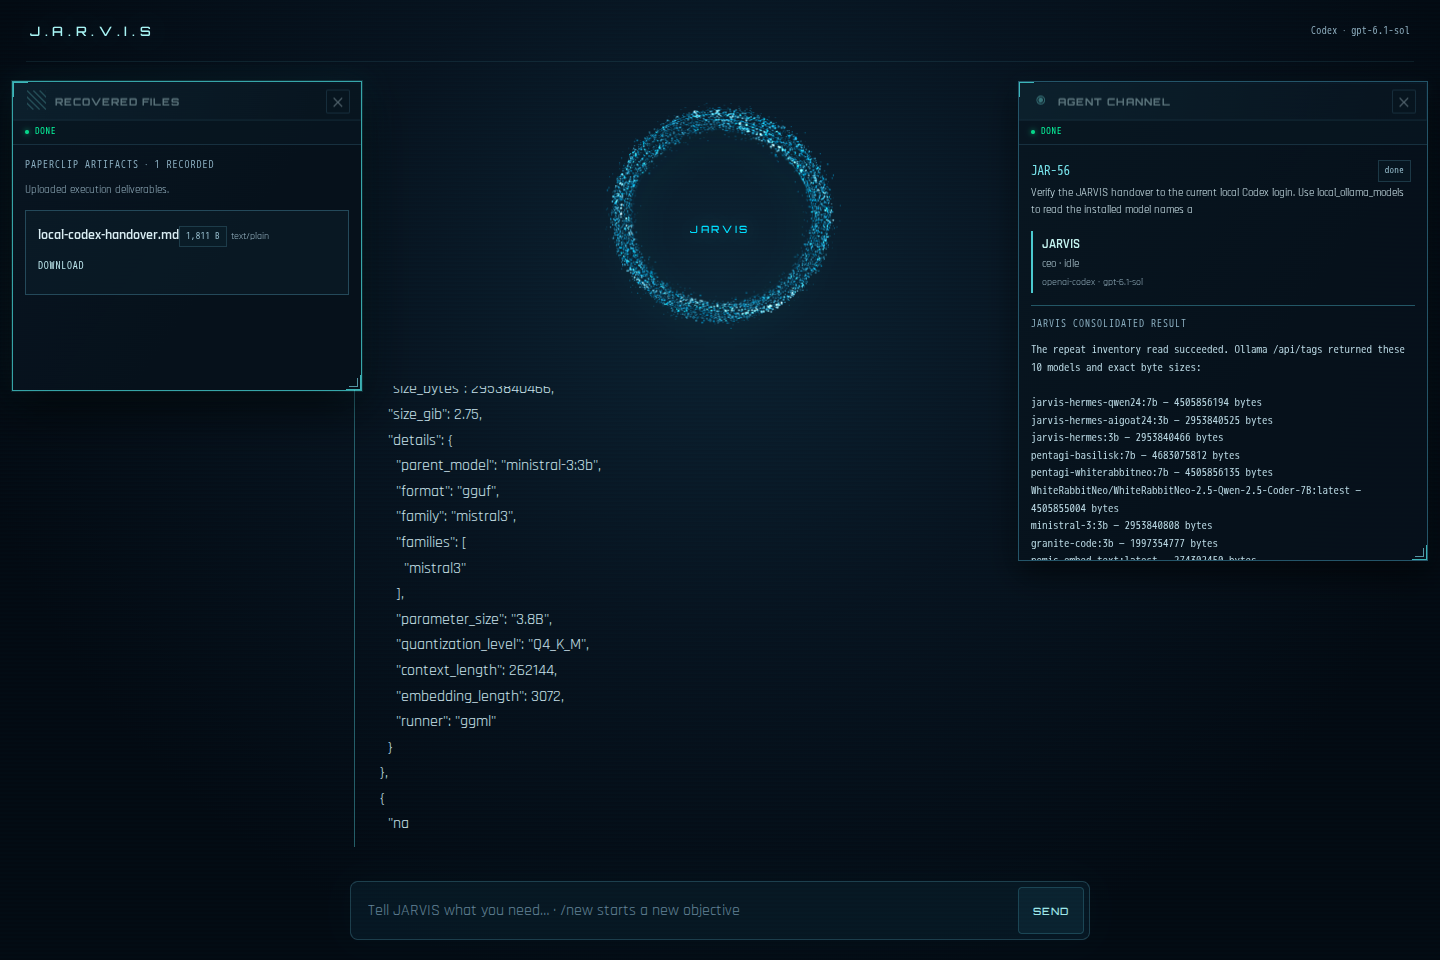 J.A.R.V.I.S
Codex · gpt-6.1-sol
RECOVERED FILES
DONE
PAPERCLIP ARTIFACTS · 1 RECORDED
Uploaded execution deliverables.
local-codex-handover.md 1,811 B text/plain
DOWNLOAD
JARVIS
"size_bytes": 2953840466,
"size_gib": 2.75,
"details": {
"parent_model": "ministral-3:3b",
"format": "gguf",
"family": "mistral3",
"families": [
"mistral3"
],
"parameter_size": "3.8B",
"quantization_level": "Q4_K_M",
"context_length": 262144,
"embedding_length": 3072,
"runner": "ggml"
}
},
{
"na
AGENT CHANNEL
DONE
JAR-56 done
Verify the JARVIS handover to the current local Codex login. Use local_ollama_models
to read the installed model names a
JARVIS
ceo · idle
openai-codex · gpt-6.1-sol
JARVIS CONSOLIDATED RESULT
The repeat inventory read succeeded. Ollama /api/tags returned these
10 models and exact byte sizes:
jarvis-hermes-qwen24:7b — 4505856194 bytes
jarvis-hermes-aigoat24:3b — 2953840525 bytes
jarvis-hermes:3b — 2953840466 bytes
pentagi-basilisk:7b — 4683075812 bytes
pentagi-whiterabbitneo:7b — 4505856135 bytes
WhiteRabbitNeo/WhiteRabbitNeo-2.5-Qwen-2.5-Coder-7B:latest —
4505855004 bytes
ministral-3:3b — 2953840808 bytes
granite-code:3b — 1997354777 bytes
nomic-embed-text:latest — 274302450 bytes
Tell JARVIS what you need... · /new starts a new objective
SEND